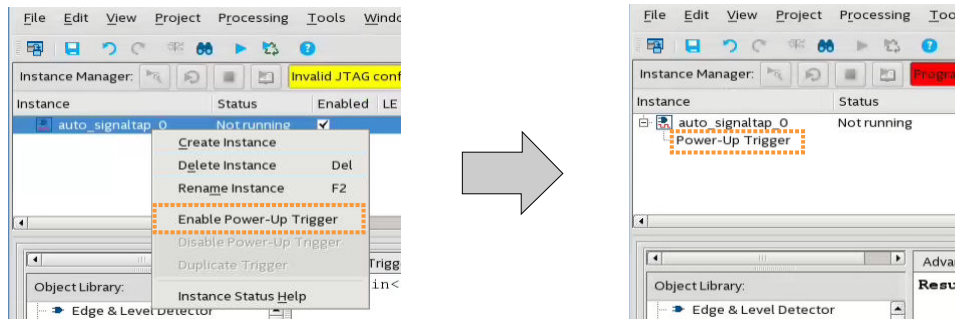 File Edit View Project Processing Tools
Instance Manager: Invalid JTAG
Instance Status Enabled LE
auto_signaltap_0 Not running
Create Instance
Delete Instance Del
Rename Instance F2
Enable Power-Up Trigger
Disable Power-Up Trigger
Duplicate Trigger
Instance Status Help
Object Library:
Edge & Level Detector
in<
File Edit View Project Processing
Instance Manager:
Instance Status
auto_signaltap_0 Not running
Power-Up Trigger
Object Library:
Edge & Level Detector